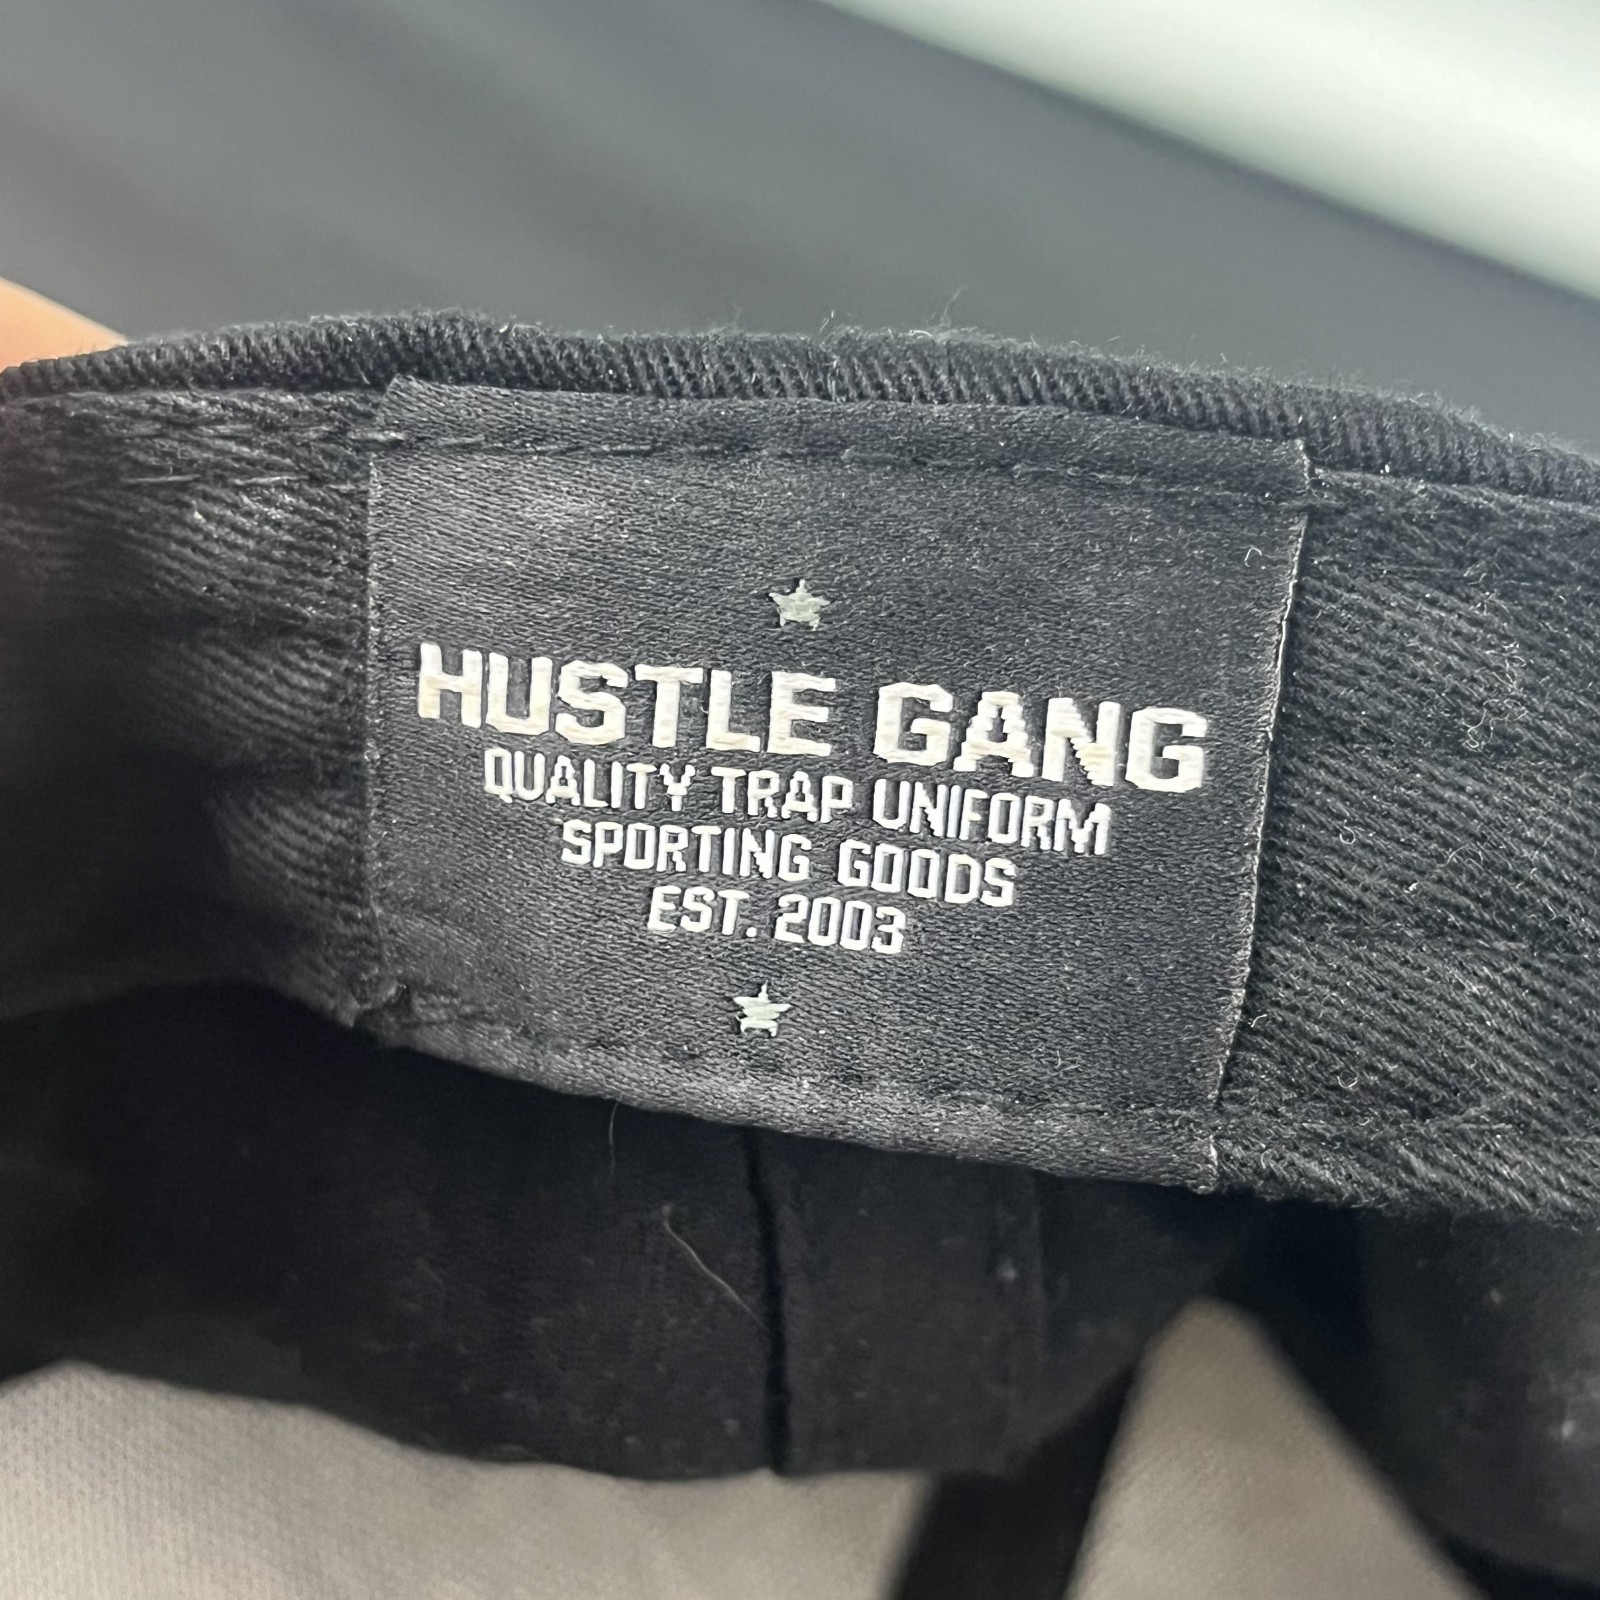 HUSTLE GANG
QUALITY TRAP UNIFORM
SPORTING GOODS
EST. 2003